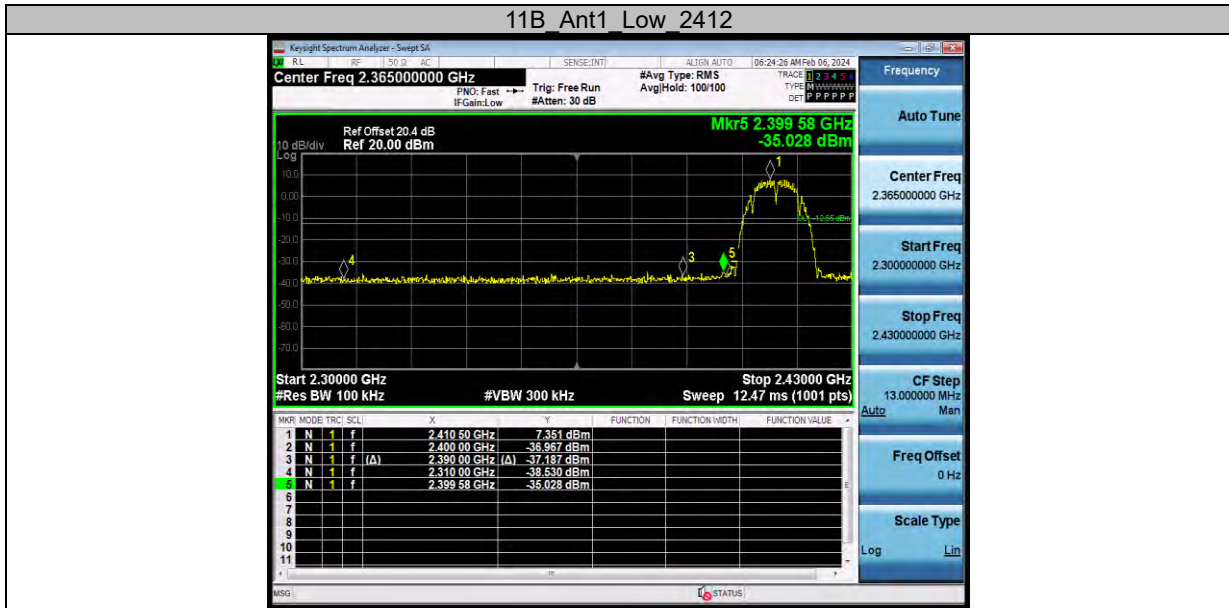 11B_Ant1_Low_2412
Keysight Spectrum Analyzer - Swept SA
RL RF 50 Ω AC SENSE:INT ALIGN AUTO 06:24:26 AM Feb 06, 2024
Center Freq 2.365000000 GHz
PNO: Fast
IFGain:Low
Trig: Free Run
#Atten: 30 dB
#Avg Type: RMS
Avg|Hold: 100/100
TRACE 1 2 3 4 5 6
TYPE M WWWWW
DET P P P P P P
Mkr5 2.399 58 GHz
-35.028 dBm
Ref Offset 20.4 dB
10 dB/div Ref 20.00 dBm
Log
10.0
0.00
-10.0
-20.0
-30.0
-40.0
-50.0
-60.0
-70.0
1
-12.65 dBm
4
3
5
Start 2.30000 GHz
Stop 2.43000 GHz
#Res BW 100 kHz
#VBW 300 kHz
Sweep 12.47 ms (1001 pts)
MKR MODE TRC SCL X Y FUNCTION FUNCTION WIDTH FUNCTION VALUE
1 N 1 f 2.410 50 GHz 7.351 dBm
2 N 1 f 2.400 00 GHz -36.967 dBm
3 N 1 f (Δ) 2.390 00 GHz (Δ) -37.187 dBm
4 N 1 f 2.310 00 GHz -38.530 dBm
5 N 1 f 2.399 58 GHz -35.028 dBm
6
7
8
9
10
11
MSG
STATUS
Frequency
Auto Tune
Center Freq
2.365000000 GHz
Start Freq
2.300000000 GHz
Stop Freq
2.430000000 GHz
CF Step
13.000000 MHz
Auto Man
Freq Offset
0 Hz
Scale Type
Log Lin